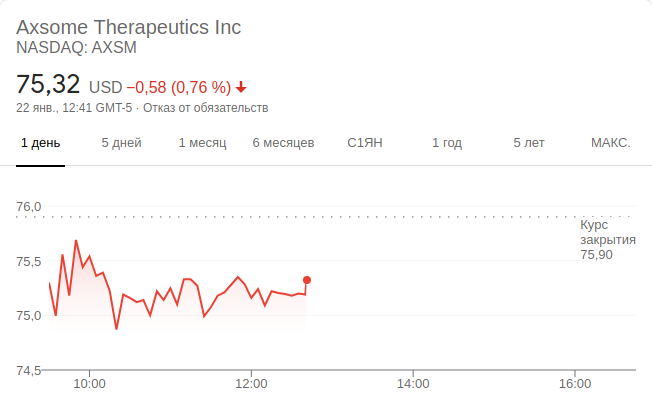 Axsome Therapeutics Inc
NASDAQ: AXSM
75,32 USD −0,58 (0,76 %)
22 янв., 12:41 GMT-5 · Отказ от обязательств
1 день 5 дней 1 месяц 6 месяцев С1ЯН 1 год 5 лет МАКС.
76,0
Курс
закрытия
75,90
75,5
75,0
74,5
10:00 12:00 14:00 16:00